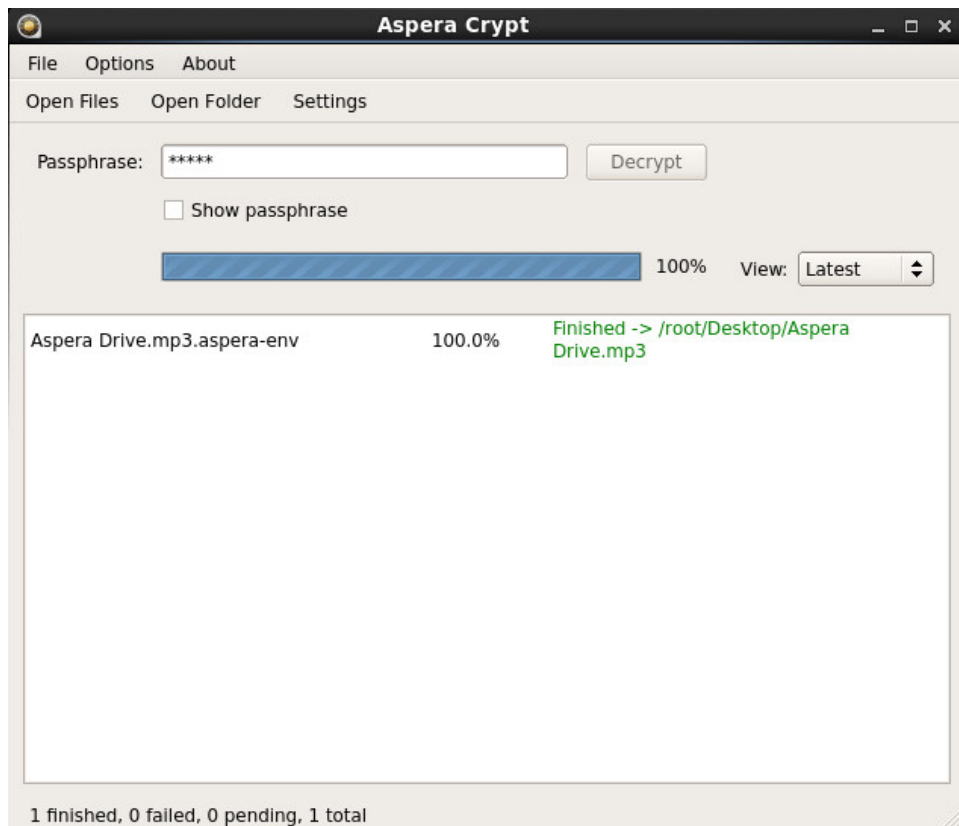 Aspera Crypt
File Options About
Open Files Open Folder Settings
Passphrase: ***** Decrypt
Show passphrase
100% View: Latest
Aspera Drive.mp3.aspera-env 100.0% Finished -> /root/Desktop/Aspera
Drive.mp3
1 finished, 0 failed, 0 pending, 1 total